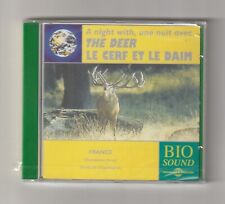 A night with, une nuit avec
THE DEER
LE CERF ET LE DAIM
FRANCE
BIO
SOUND